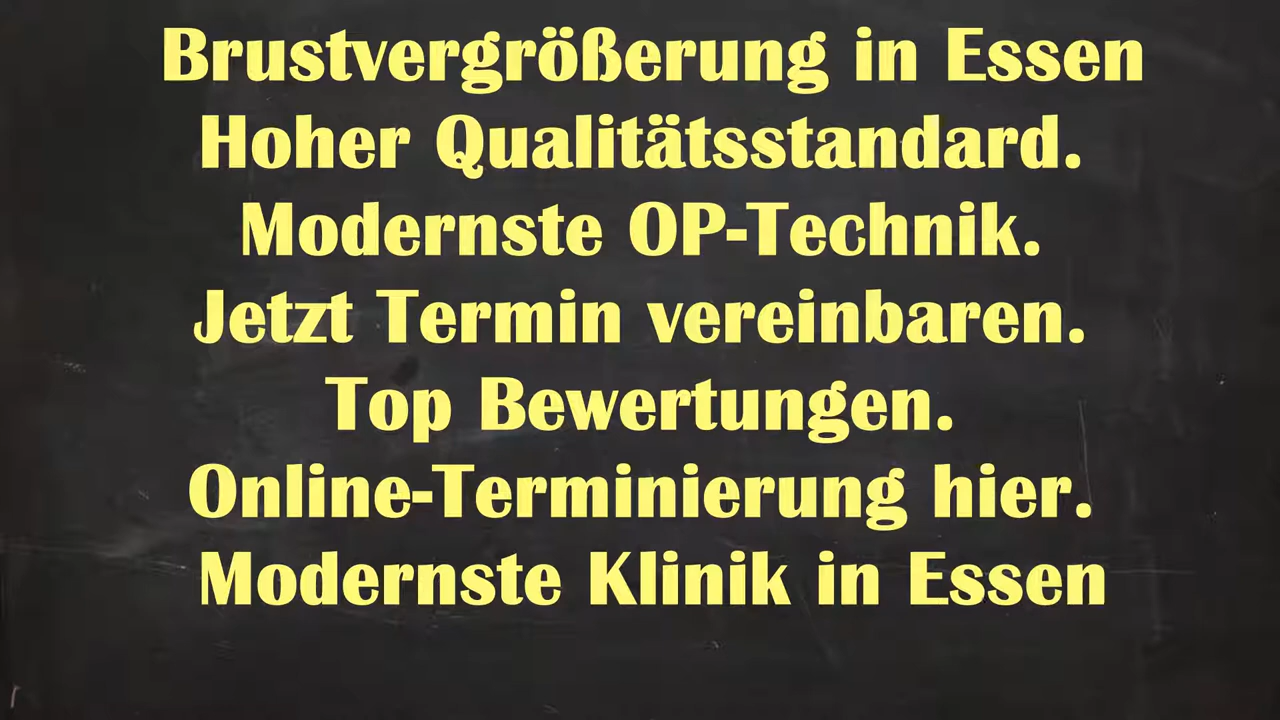 Brustvergrößerung in Essen
Hoher Qualitätsstandard.
Modernste OP-Technik.
Jetzt Termin vereinbaren.
Top Bewertungen.
Online-Terminierung hier.
Modernste Klinik in Essen